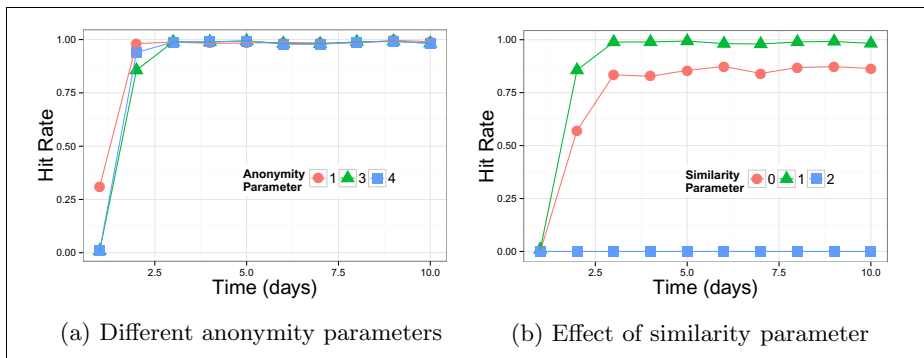 1.00
0.75
0.50
0.25
0.00
Hit Rate
Anonymity
Parameter
1 3 4
2.5 5.0 7.5 10.0
Time (days)
(a) Different anonymity parameters
1.00
0.75
0.50
0.25
0.00
Hit Rate
Similarity
Parameter
0 1 2
2.5 5.0 7.5 10.0
Time (days)
(b) Effect of similarity parameter